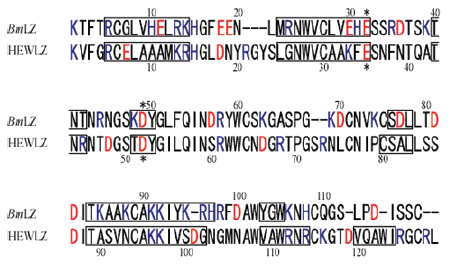 10 20 30 40
BmLZ KTFTRCGLVHELRKHGFEEN---LMRNWVCLVEHESSRDTSKT
HEWLZ KVFGRCELAAAMKRHGLDNYRGYSLGNWVCAAKFESNFNTQAT
10 20 30 40
50 60 70 80
BmLZ NTNRNGSKDYGLFQINDRYWCSKGASPG--KDCNVKCSDLLTD
HEWLZ NRNTDGSTDYGILQINSRWWCNDGRTPGSRNLCNIPCSALLSS
50 60 70 80
90 100 110
BmLZ DITKAAKCAKKIYK-RHRFDAWYGWKNHCQGS-LPD-ISSC--
HEWLZ DITASVNCAKKIVSDGNGMNAWVAWRNRCKGTDVQAWIRGCRL
90 100 110 120